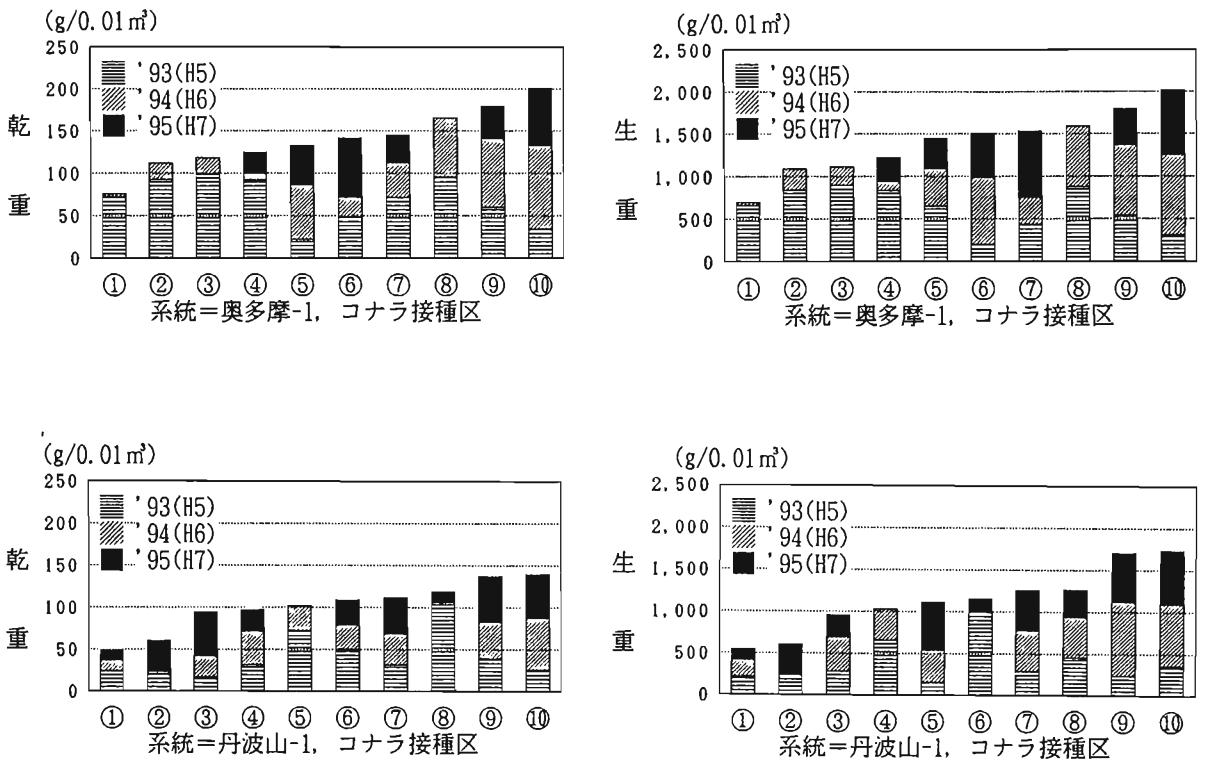 (g/0.01㎥)
250
200
150
100
50
0
乾重
'93(H5)
'94(H6)
'95(H7)
① ② ③ ④ ⑤ ⑥ ⑦ ⑧ ⑨ ⑩
系統＝奥多摩-1, コナラ接種区
(g/0.01㎥)
2,500
2,000
1,500
1,000
500
0
生重
'93(H5)
'94(H6)
'95(H7)
① ② ③ ④ ⑤ ⑥ ⑦ ⑧ ⑨ ⑩
系統＝奥多摩-1, コナラ接種区
(g/0.01㎥)
250
200
150
100
50
0
乾重
'93(H5)
'94(H6)
'95(H7)
① ② ③ ④ ⑤ ⑥ ⑦ ⑧ ⑨ ⑩
系統＝丹波山-1, コナラ接種区
(g/0.01㎥)
2,500
2,000
1,500
1,000
500
0
生重
'93(H5)
'94(H6)
'95(H7)
① ② ③ ④ ⑤ ⑥ ⑦ ⑧ ⑨ ⑩
系統＝丹波山-1, コナラ接種区